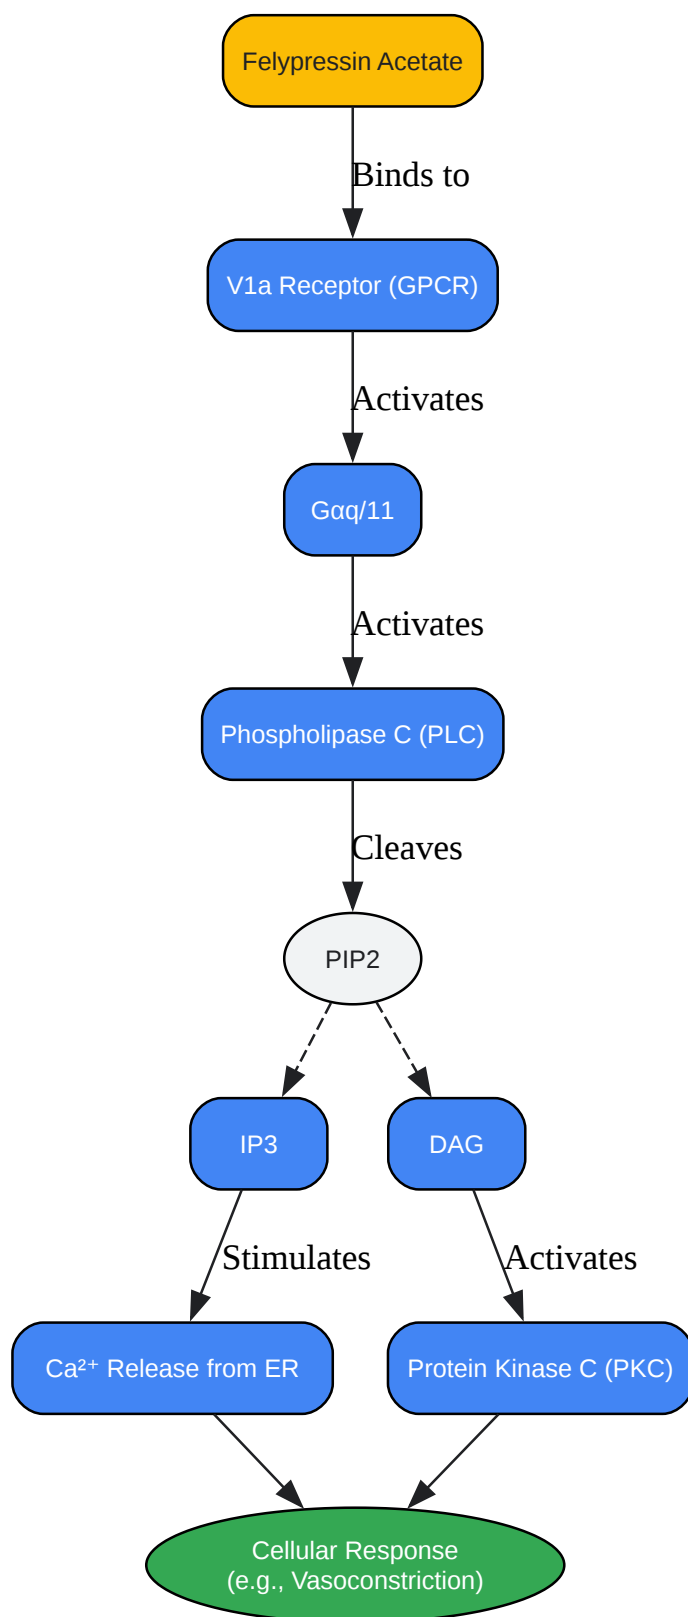 Felypressin Acetate
Binds to
V1a Receptor (GPCR)
Activates
Gαq/11
Activates
Phospholipase C (PLC)
Cleaves
PIP2
IP3
DAG
Stimulates
Activates
Ca²⁺ Release from ER
Protein Kinase C (PKC)
Cellular Response
(e.g., Vasoconstriction)